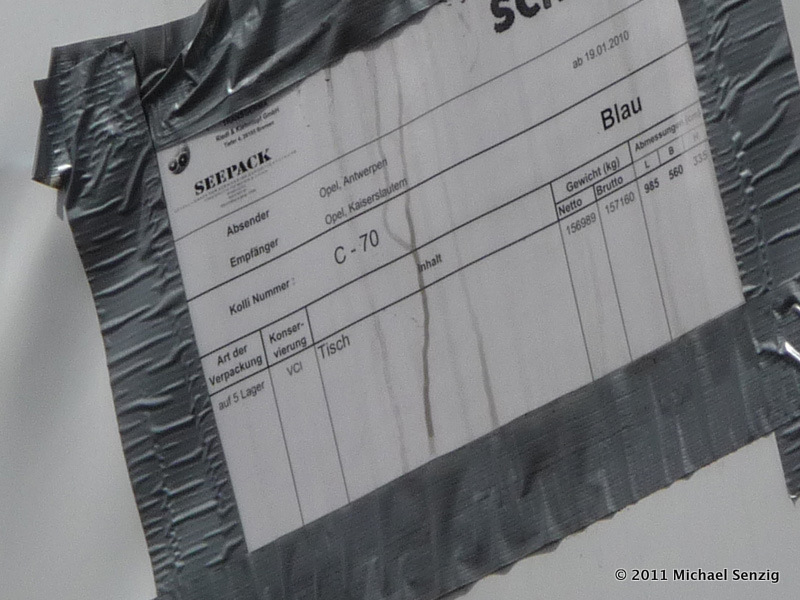 ab 19.01.2010
GmbH
Bremen
SEEPACK
Absender Opel, Antwerpen
Empfänger Opel, Kaiserslautern
Blau
Kolli Nummer : C - 70
Art der Verpackung Konser-vierung Inhalt Gewicht (kg) Abmessungen
Netto Brutto L B H
auf 5 Lager VCI Tisch 156989 157160 985 560 335
© 2011 Michael Senzig